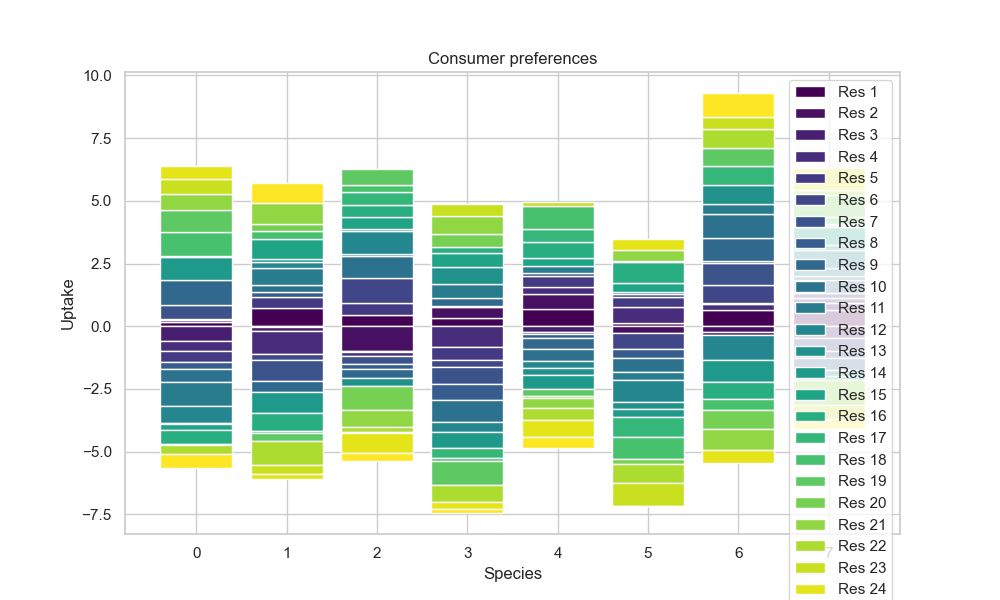 Consumer preferences
10.0
7.5
5.0
2.5
0.0
−2.5
−5.0
−7.5
Uptake
0 1 2 3 4 5 6 7
Species
Res 1
Res 2
Res 3
Res 4
Res 5
Res 6
Res 7
Res 8
Res 9
Res 10
Res 11
Res 12
Res 13
Res 14
Res 15
Res 16
Res 17
Res 18
Res 19
Res 20
Res 21
Res 22
Res 23
Res 24